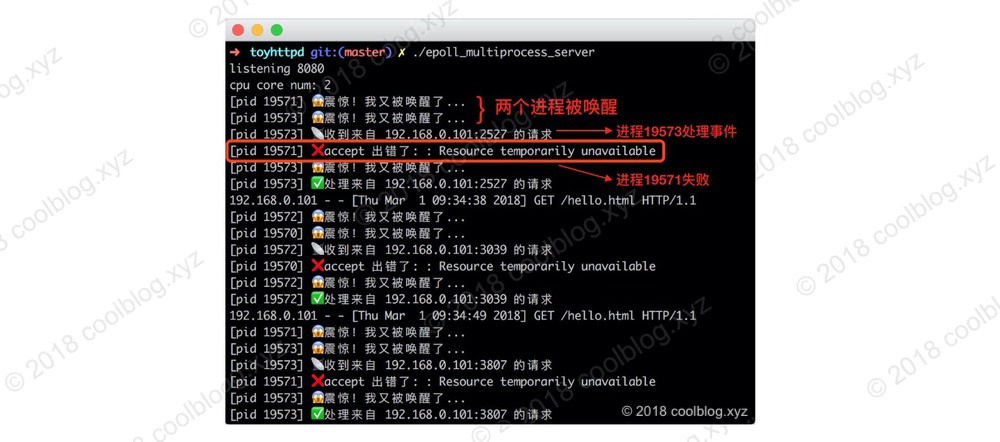 ➜ toyhttpd git:(master) ✗ ./epoll_multiprocess_server
listening 8080
cpu core num: 2
[pid 19571] 😱震惊！我又被唤醒了...
[pid 19573] 😱震惊！我又被唤醒了...
两个进程被唤醒
[pid 19573] 📡收到来自 192.168.0.101:2527 的请求
进程19573处理事件
[pid 19571] ❌accept 出错了: : Resource temporarily unavailable
[pid 19573] 😱震惊！我又被唤醒了...
进程19571失败
[pid 19573] ✅处理来自 192.168.0.101:2527 的请求
192.168.0.101 - - [Thu Mar  1 09:34:38 2018] GET /hello.html HTTP/1.1
[pid 19572] 😱震惊！我又被唤醒了...
[pid 19570] 😱震惊！我又被唤醒了...
[pid 19572] 📡收到来自 192.168.0.101:3039 的请求
[pid 19570] ❌accept 出错了: : Resource temporarily unavailable
[pid 19572] 😱震惊！我又被唤醒了...
[pid 19572] ✅处理来自 192.168.0.101:3039 的请求
192.168.0.101 - - [Thu Mar  1 09:34:49 2018] GET /hello.html HTTP/1.1
[pid 19571] 😱震惊！我又被唤醒了...
[pid 19573] 😱震惊！我又被唤醒了...
[pid 19573] 📡收到来自 192.168.0.101:3807 的请求
[pid 19571] ❌accept 出错了: : Resource temporarily unavailable
[pid 19573] 😱震惊！我又被唤醒了...
[pid 19573] ✅处理来自 192.168.0.101:3807 的请求
© 2018 coolblog.xyz